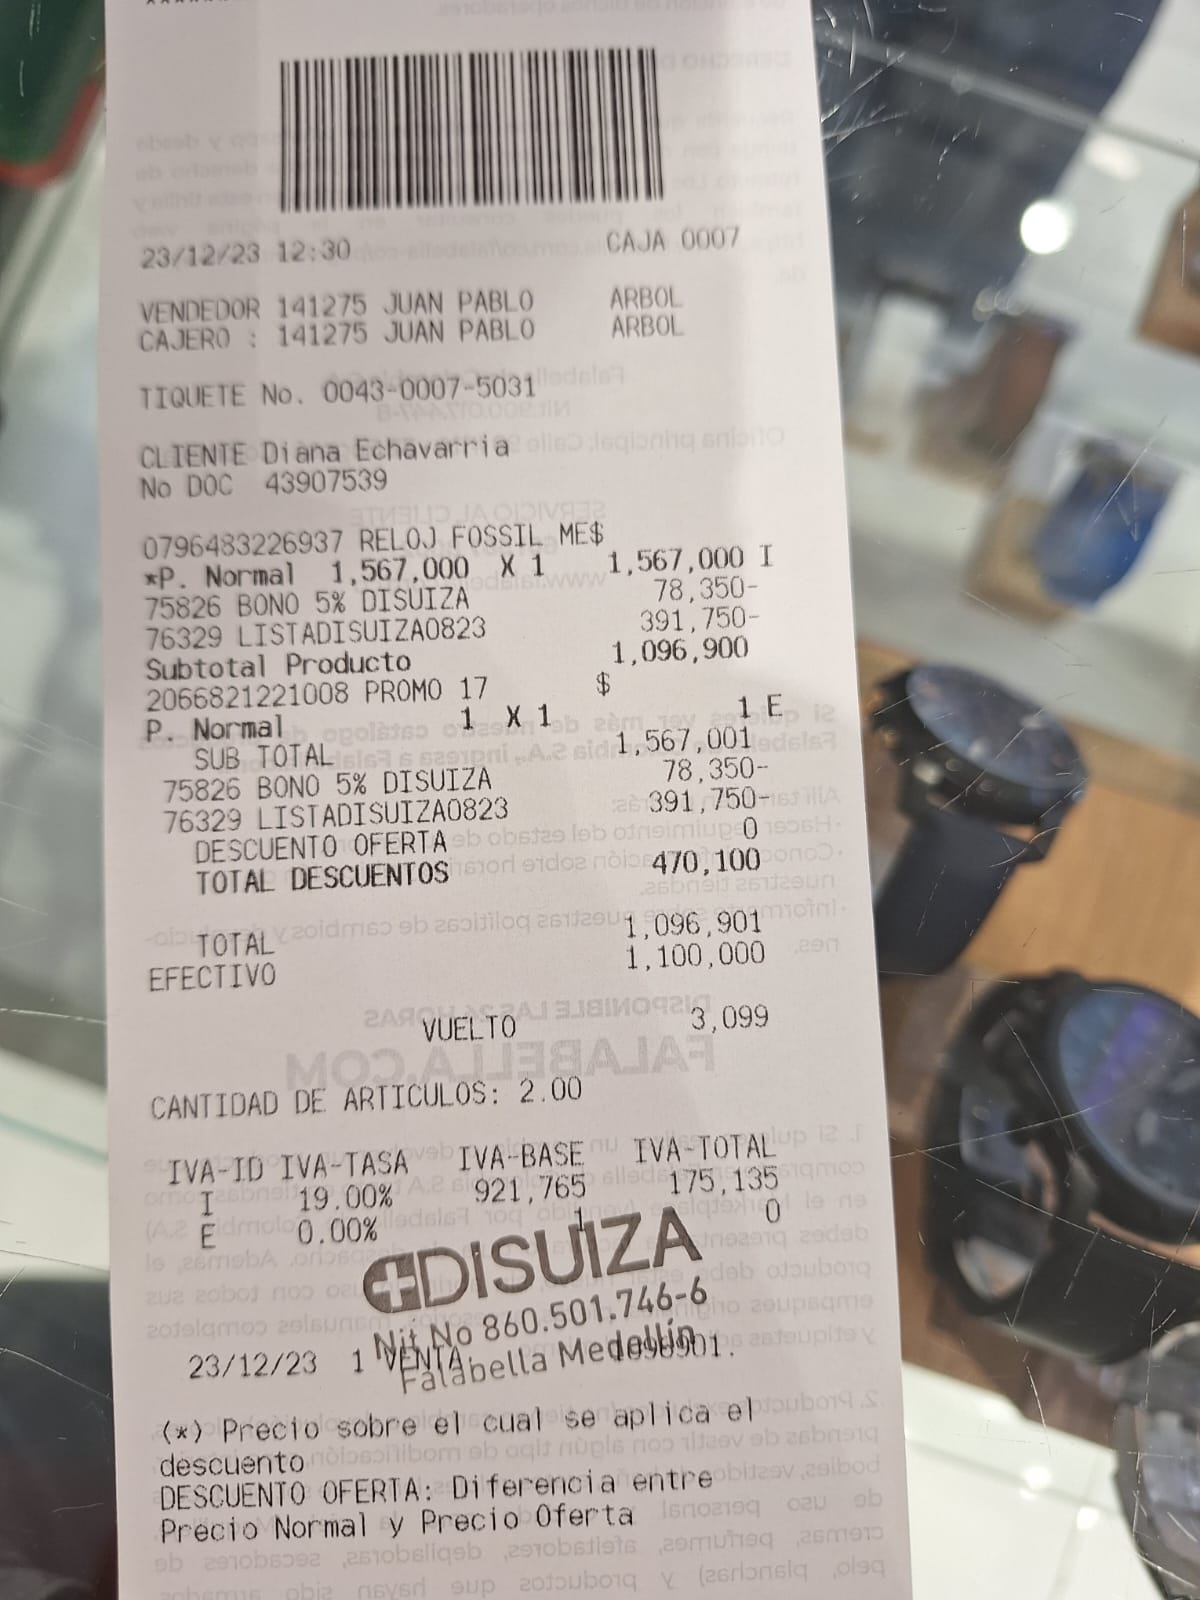 23/12/23 12:30 CAJA 0007
VENDEDOR 141275 JUAN PABLO ARBOL
CAJERO : 141275 JUAN PABLO ARBOL
TIQUETE No. 0043-0007-5031
CLIENTE Diana Echavarria
No DOC 43907539
0796483226937 RELOJ FOSSIL ME$
*P. Normal 1,567,000 X 1 1,567,000 I
75826 BONO 5% DISUIZA 78,350-
76329 LISTADISUIZA0823 391,750-
Subtotal Producto 1,096,900
2066821221008 PROMO 17 $
P. Normal 1 X 1 1 E
SUB TOTAL 1,567,001
75826 BONO 5% DISUIZA 78,350-
76329 LISTADISUIZA0823 391,750-
DESCUENTO OFERTA 0
TOTAL DESCUENTOS 470,100
TOTAL 1,096,901
EFECTIVO 1,100,000
VUELTO 3,099
CANTIDAD DE ARTICULOS: 2.00
IVA-ID IVA-TASA IVA-BASE IVA-TOTAL
I 19.00% 921,765 175,135
E 0.00% 1 0
DISUIZA
Nit No 860.501.746-6
Falabella Medellín
23/12/23 1 VENTA.
(*) Precio sobre el cual se aplica el
descuento
DESCUENTO OFERTA: Diferencia entre
Precio Normal y Precio Oferta